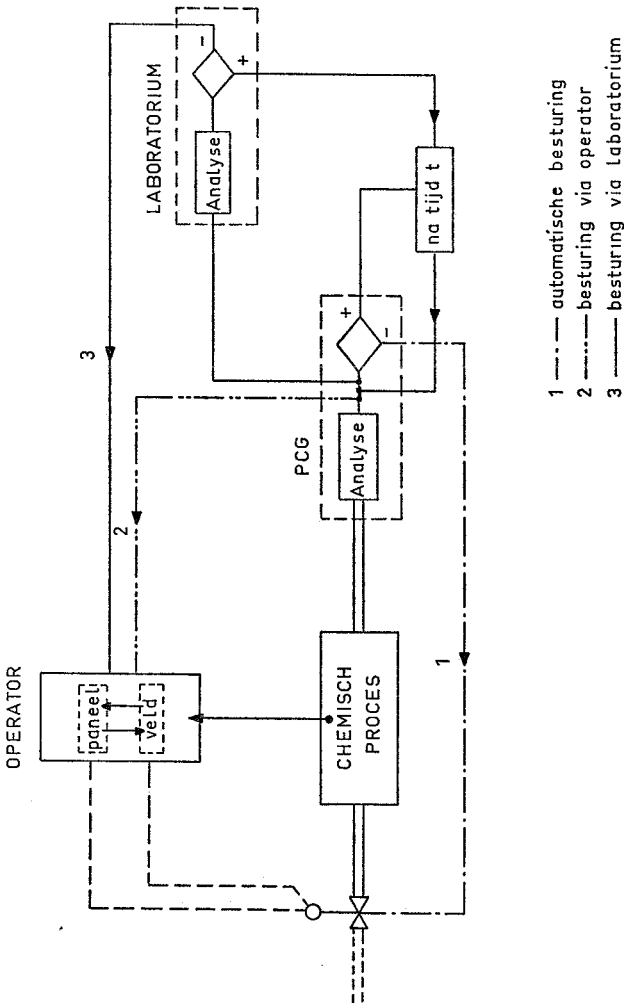 OPERATOR
paneel
veld
CHEMISCH
PROCES
PCG
Analyse
+
-
LABORATORIUM
Analyse
-
+
na tijd t
1
2
3
1 automatische besturing
2 besturing via operator
3 besturing via laboratorium